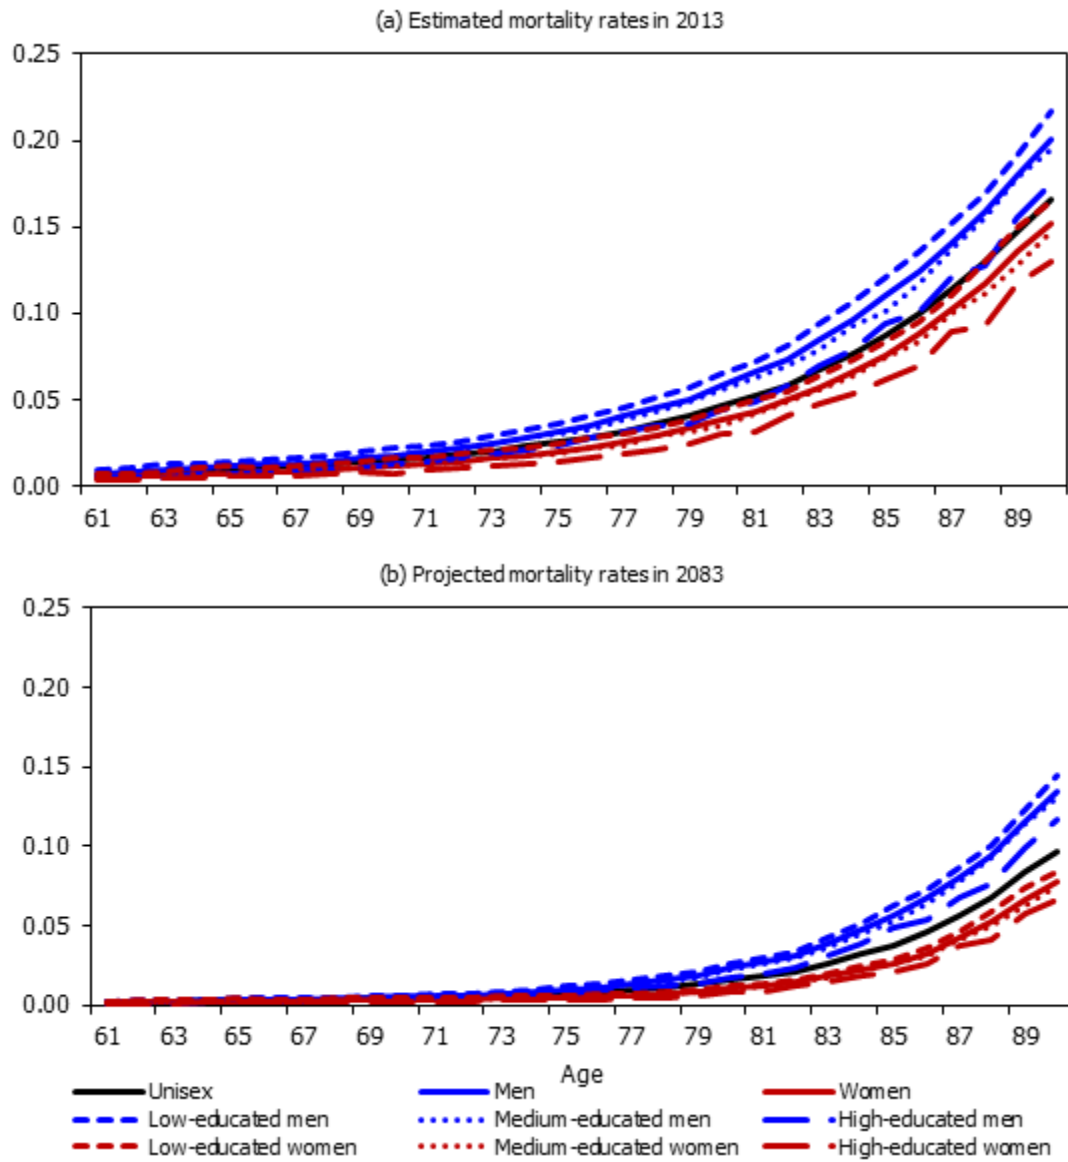 (a) Estimated mortality rates in 2013
0.25
0.20
0.15
0.10
0.05
0.00
61 63 65 67 69 71 73 75 77 79 81 83 85 87 89
(b) Projected mortality rates in 2083
0.25
0.20
0.15
0.10
0.05
0.00
61 63 65 67 69 71 73 75 77 79 81 83 85 87 89
Age
Unisex Men Women
Low-educated men Medium-educated men High-educated men
Low-educated women Medium-educated women High-educated women